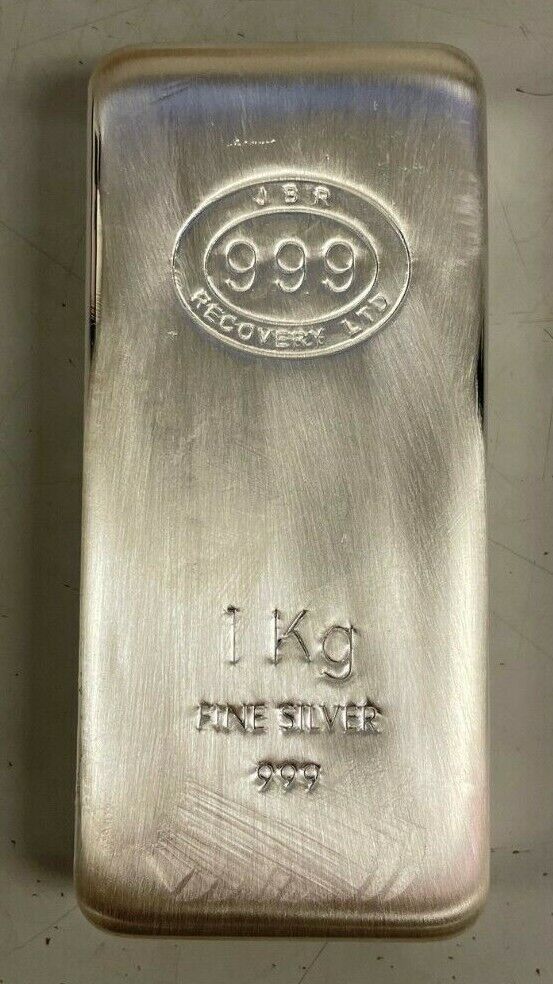 JBR
999
RECOVERY LTD
1 Kg
FINE SILVER
999